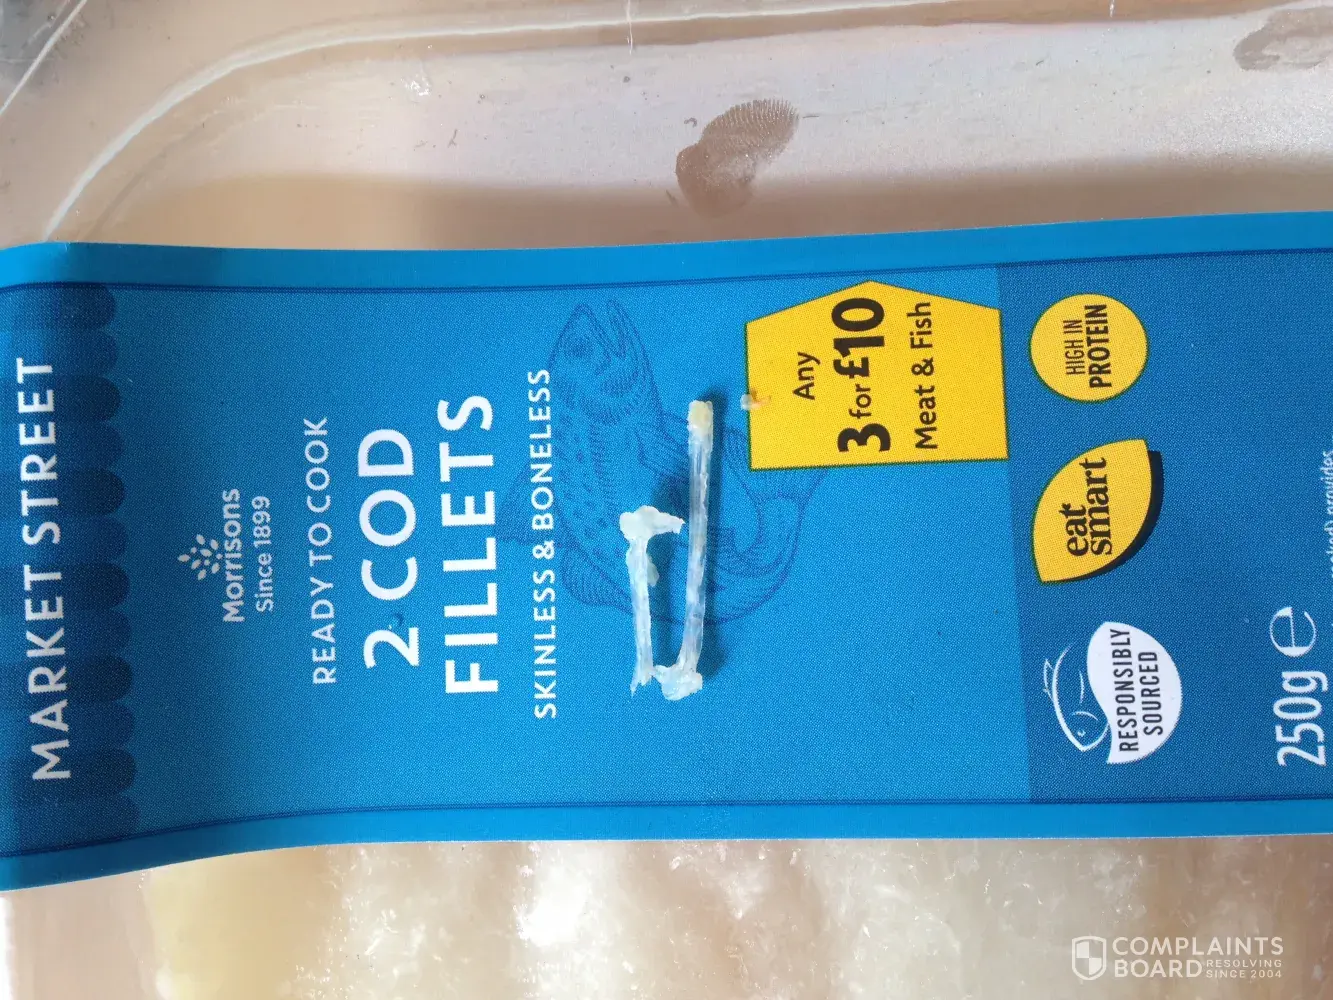 MARKET STREET
Morrisons
Since 1899
READY TO COOK
2 COD
FILLETS
SKINLESS & BONELESS
Any
3 for £10
Meat & Fish
HIGH IN
PROTEIN
eat
smart
RESPONSIBLY
SOURCED
250g e
provides
COMPLAINTS
BOARD RESOLVING
SINCE 2004